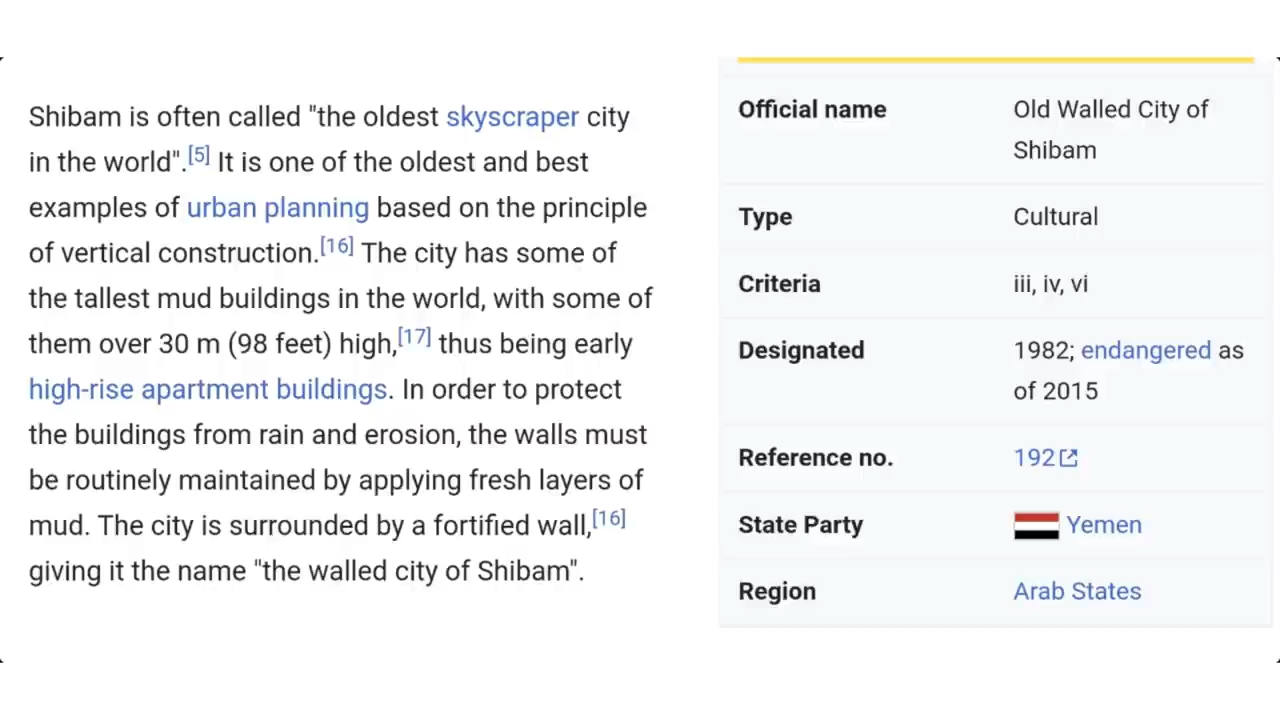 Shibam is often called "the oldest skyscraper city
in the world".[5] It is one of the oldest and best
examples of urban planning based on the principle
of vertical construction.[16] The city has some of
the tallest mud buildings in the world, with some of
them over 30 m (98 feet) high,[17] thus being early
high-rise apartment buildings. In order to protect
the buildings from rain and erosion, the walls must
be routinely maintained by applying fresh layers of
mud. The city is surrounded by a fortified wall,[16]
giving it the name "the walled city of Shibam".
Official name Old Walled City of
Shibam
Type Cultural
Criteria iii, iv, vi
Designated 1982; endangered as
of 2015
Reference no. 192
State Party Yemen
Region Arab States